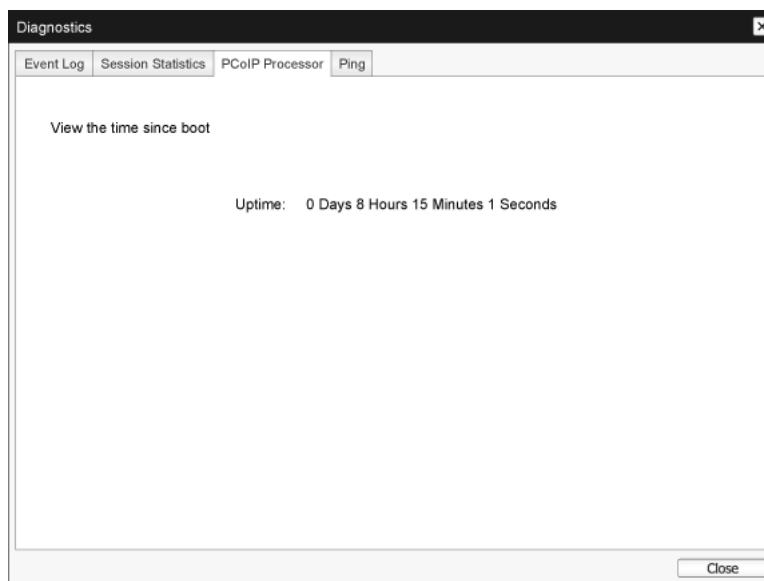 Diagnostics
Event Log Session Statistics PCoIP Processor Ping
View the time since boot
Uptime: 0 Days 8 Hours 15 Minutes 1 Seconds
Close